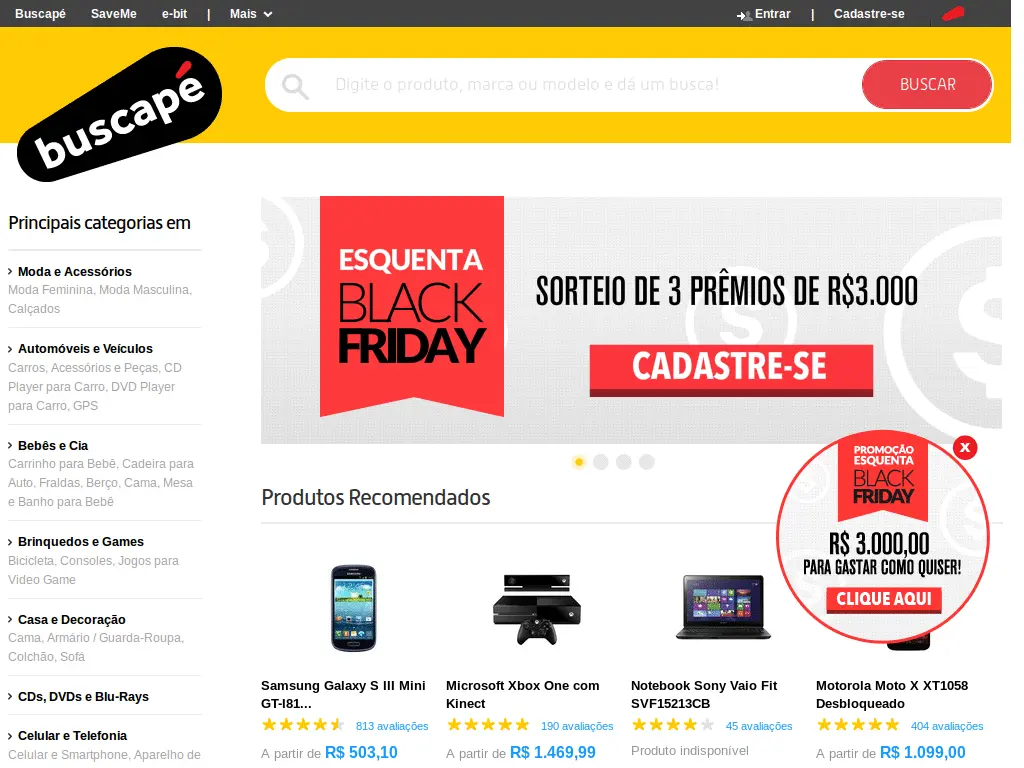 Buscapé SaveMe e-bit | Mais Entrar | Cadastre-se
buscapé
Digite o produto, marca ou modelo e dá um busca!
BUSCAR
Principais categorias em
Moda e Acessórios
Moda Feminina, Moda Masculina,
Calçados
Automóveis e Veículos
Carros, Acessórios e Peças, CD
Player para Carro, DVD Player
para Carro, GPS
Bebês e Cia
Carrinho para Bebê, Cadeira para
Auto, Fraldas, Berço, Cama, Mesa
e Banho para Bebê
Brinquedos e Games
Bicicleta, Consoles, Jogos para
Video Game
Casa e Decoração
Cama, Armário / Guarda-Roupa,
Colchão, Sofá
CDs, DVDs e Blu-Rays
Celular e Telefonia
Celular e Smartphone, Aparelho de
ESQUENTA
BLACK
FRIDAY
SORTEIO DE 3 PRÊMIOS DE R$3.000
CADASTRE-SE
PROMOÇÃO
ESQUENTA
BLACK
FRIDAY
X
R$ 3.000,00
PARA GASTAR COMO QUISER!
CLIQUE AQUI
Produtos Recomendados
Samsung Galaxy S III Mini
GT-I81...
813 avaliações
A partir de R$ 503,10
Microsoft Xbox One com
Kinect
190 avaliações
A partir de R$ 1.469,99
Notebook Sony Vaio Fit
SVF15213CB
45 avaliações
Produto indisponível
Motorola Moto X XT1058
Desbloqueado
404 avaliações
A partir de R$ 1.099,00